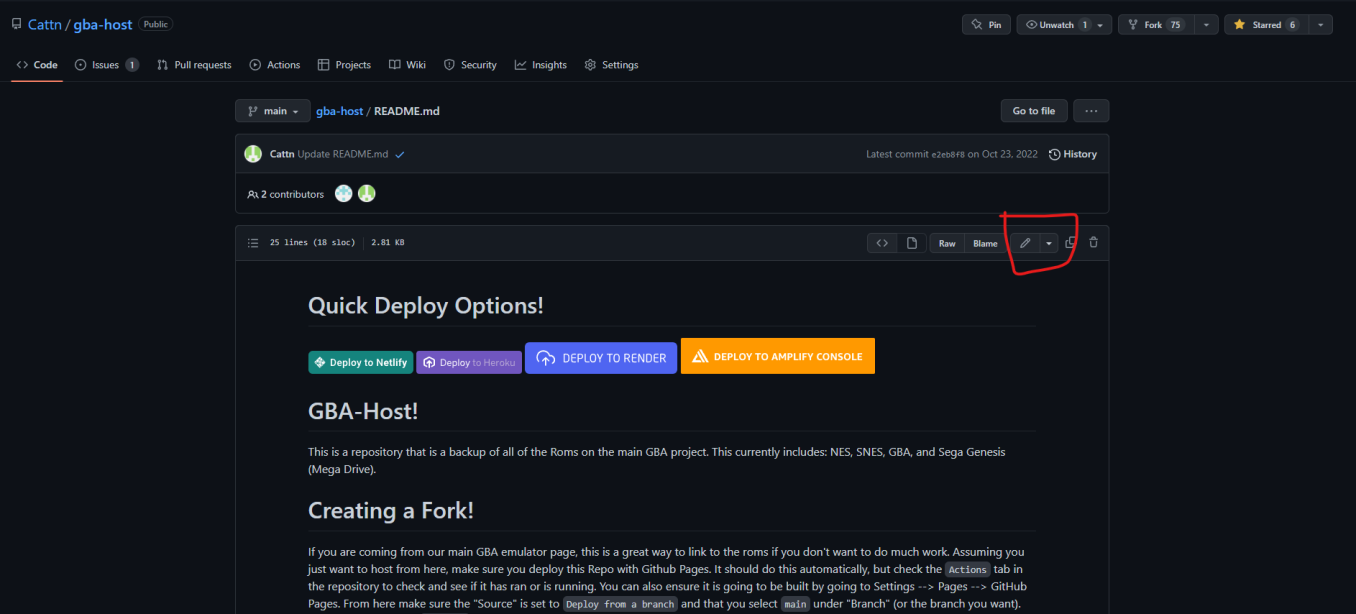 Cattn / gba-host Public
Pin Unwatch 1 Fork 75 Starred 6
Code Issues 1 Pull requests Actions Projects Wiki Security Insights Settings
main gba-host / README.md Go to file ...
Cattn Update README.md Latest commit e2eb8f8 on Oct 23, 2022 History
2 contributors
25 lines (18 sloc) 2.81 KB Raw Blame
Quick Deploy Options!
Deploy to Netlify Deploy to Heroku DEPLOY TO RENDER DEPLOY TO AMPLIFY CONSOLE
GBA-Host!
This is a repository that is a backup of all of the Roms on the main GBA project. This currently includes: NES, SNES, GBA, and Sega Genesis
(Mega Drive).
Creating a Fork!
If you are coming from our main GBA emulator page, this is a great way to link to the roms if you don't want to do much work. Assuming you
just want to host from here, make sure you deploy this Repo with Github Pages. It should do this automatically, but check the Actions tab in
the repository to check and see if it has ran or is running. You can also ensure it is going to be built by going to Settings --> Pages --> GitHub
Pages. From here make sure the "Source" is set to Deploy from a branch and that you select main under "Branch" (or the branch you want).